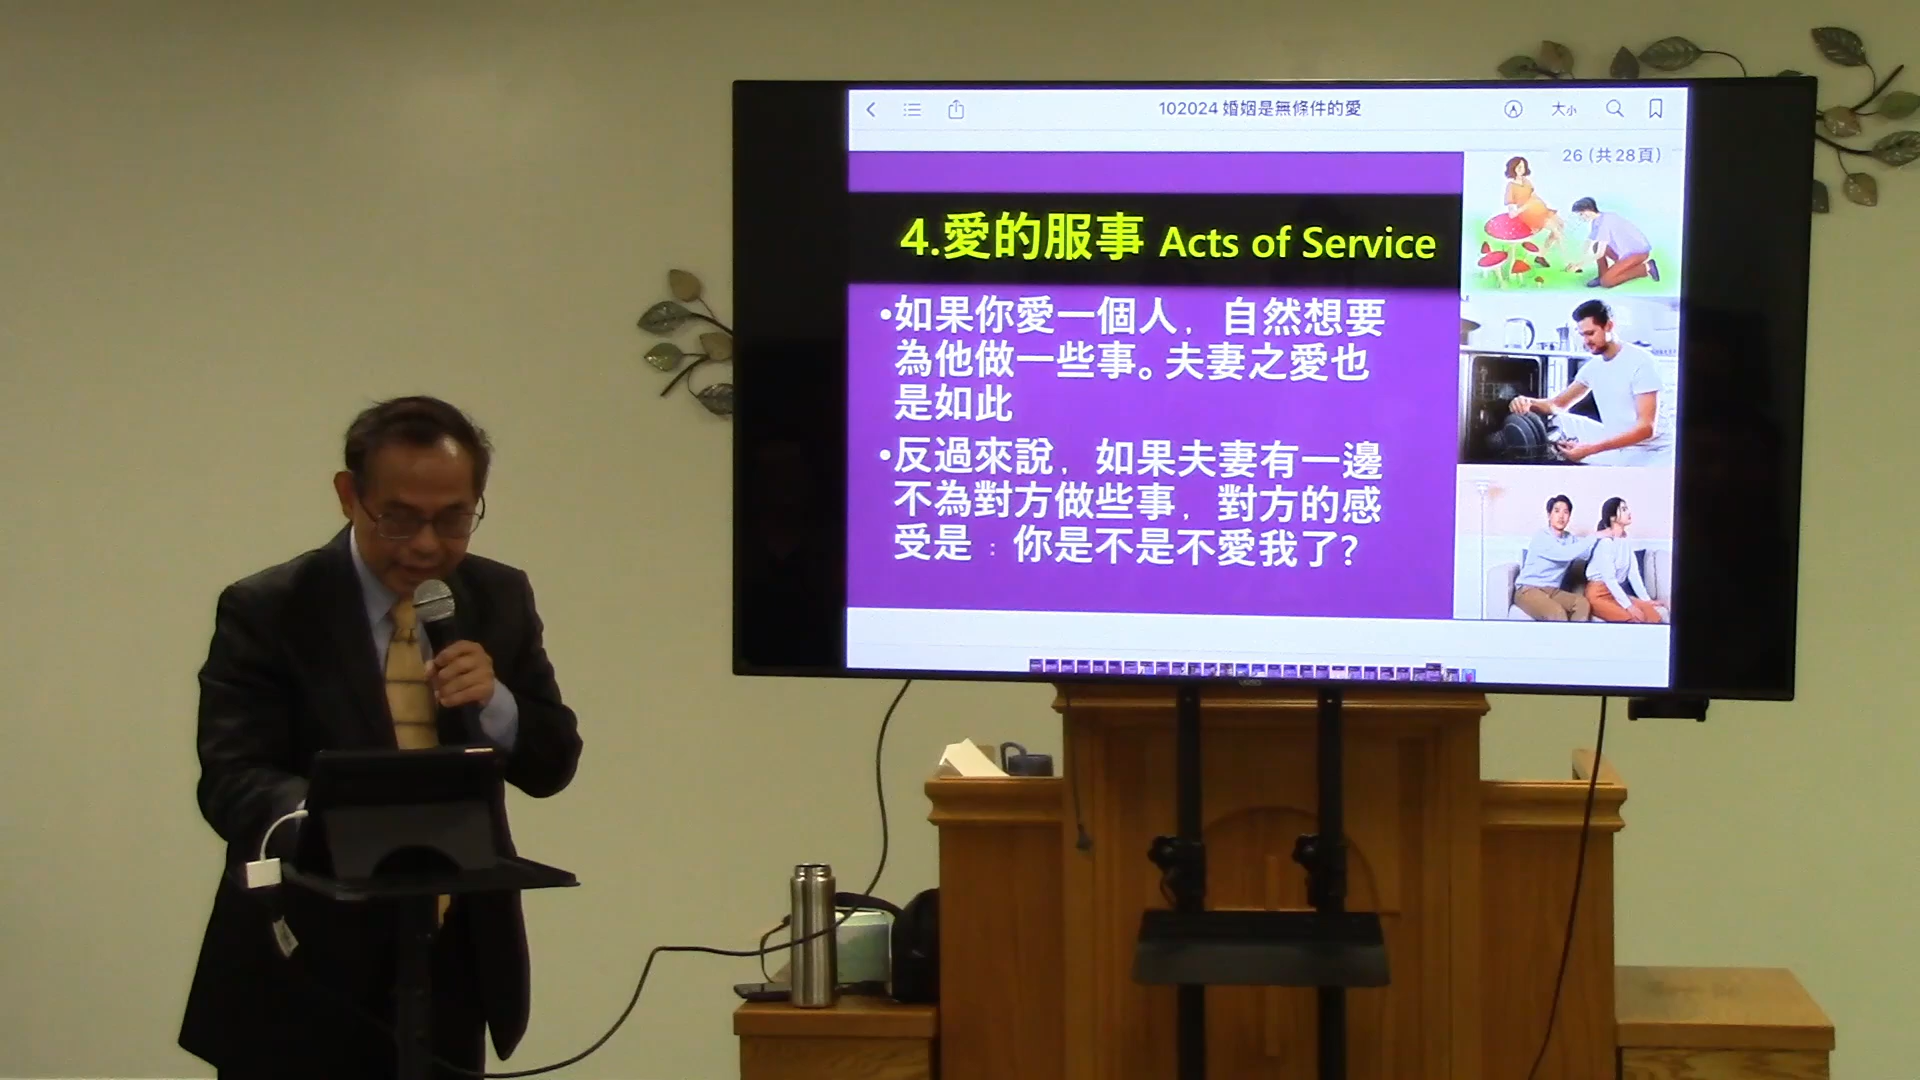 102024 婚姻是無條件的愛
大小
26 (共28頁)
4.愛的服事 Acts of Service
•如果你愛一個人，自然想要
為他做一些事。夫妻之愛也
是如此
•反過來說，如果夫妻有一邊
不為對方做些事，對方的感
受是：你是不是不愛我了?